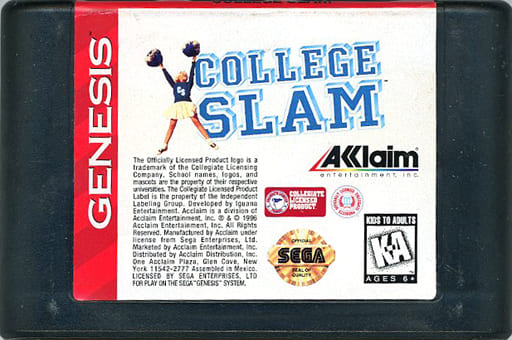 COLLEGE SLAM
GENESIS
COLLEGE
SLAM™
CS
AKKlaim
entertainment, inc.
The Officially Licensed Product logo is a
trademark of the Collegiate Licensing
Company. School names, logos, and
mascots are the property of their respective
universities. The Collegiate Licensed Product
Label is the property of the Independent
Labeling Group. Developed by Iguana
Entertainment. Acclaim is a division of
Acclaim Entertainment, Inc. ® & © 1996
Acclaim Entertainment, Inc. All Rights
Reserved. Manufactured by Acclaim under
license from Sega Enterprises, Ltd.
Marketed by Acclaim Entertainment, Inc.
Distributed by Acclaim Distribution, Inc.
One Acclaim Plaza, Glen Cove, New
York 11542-2777 Assembled in Mexico.
LICENSED BY SEGA ENTERPRISES, LTD
FOR PLAY ON THE SEGA™ GENESIS™ SYSTEM.
COLLEGIATE
LICENSED
PRODUCT
OFFICIAL
SEGA
SEAL OF
QUALITY
KIDS TO ADULTS
K-A
AGES 6+